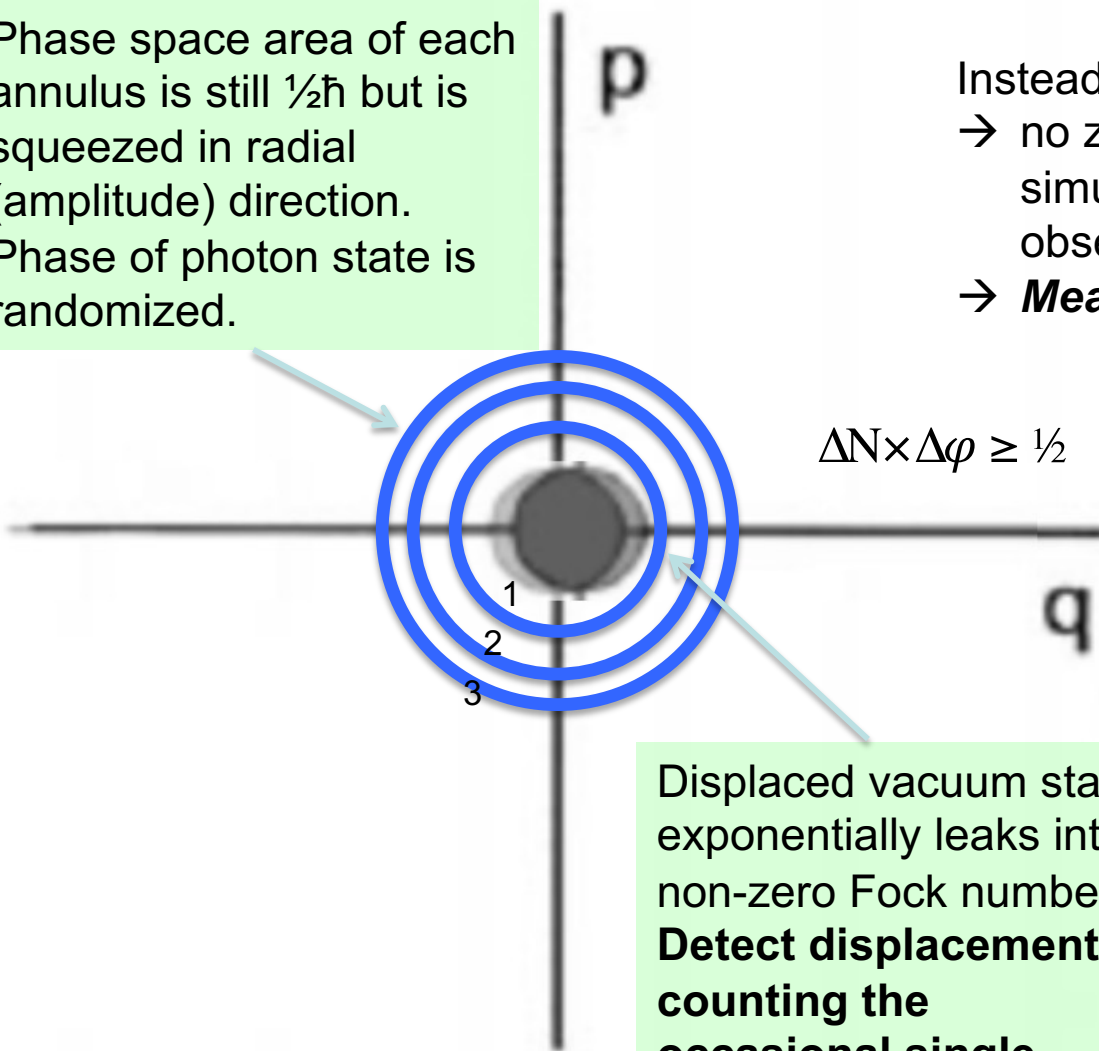 Phase space area of each
annulus is still ½ħ but is
squeezed in radial
(amplitude) direction.
Phase of photon state is
randomized.
p
Instead
→ no z
simu
obse
→ Mea
ΔN×Δφ ≥ ½
1
2
3
q
Displaced vacuum sta
exponentially leaks int
non-zero Fock numbe
Detect displacement
counting the
occasional single